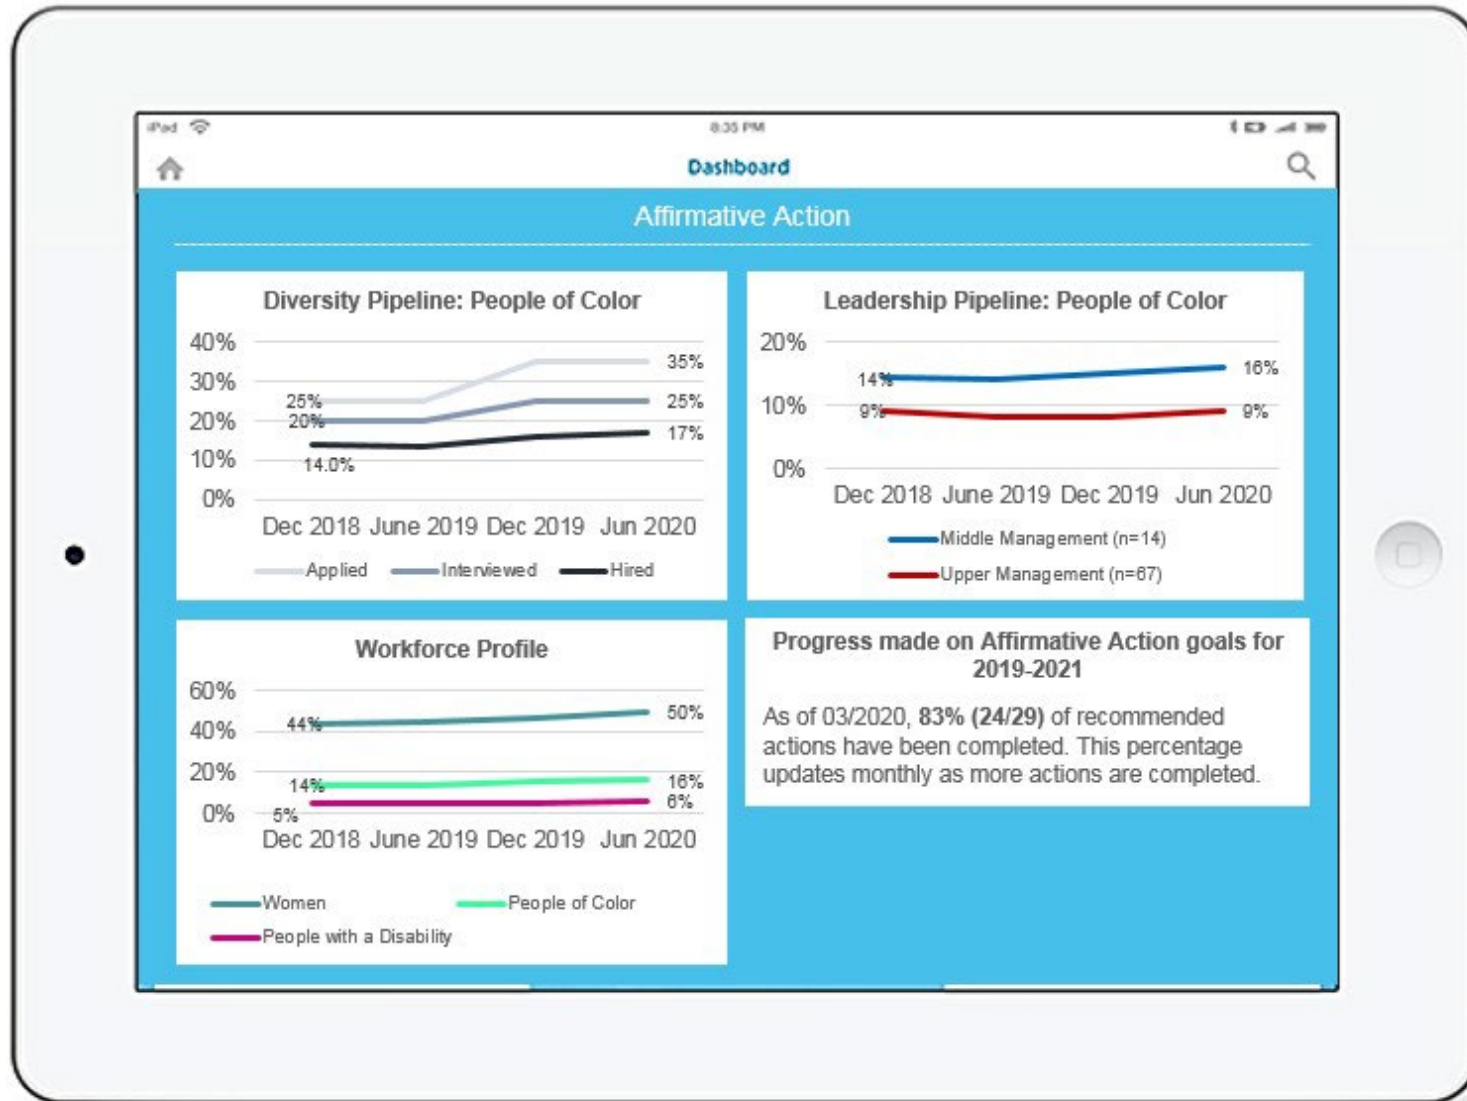 iPad
8:35 PM
Dashboard
Affirmative Action
Diversity Pipeline: People of Color
40%
30%
20%
10%
0%
25%
20%
14.0%
35%
25%
17%
Dec 2018 June 2019 Dec 2019 Jun 2020
Applied Interviewed Hired
Leadership Pipeline: People of Color
20%
10%
0%
14%
9%
16%
9%
Dec 2018 June 2019 Dec 2019 Jun 2020
Middle Management (n=14)
Upper Management (n=67)
Workforce Profile
60%
40%
20%
0%
44%
14%
5%
50%
16%
6%
Dec 2018 June 2019 Dec 2019 Jun 2020
Women People of Color
People with a Disability
Progress made on Affirmative Action goals for
2019-2021
As of 03/2020, 83% (24/29) of recommended
actions have been completed. This percentage
updates monthly as more actions are completed.